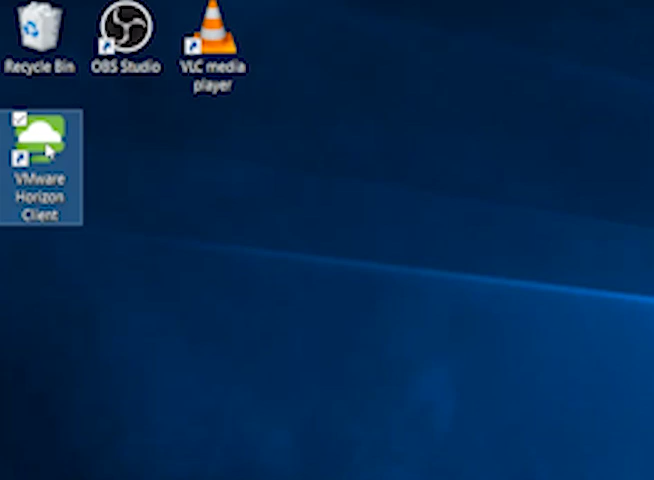 Recycle Bin
OBS Studio
VLC media
player
VMware
Horizon
Client